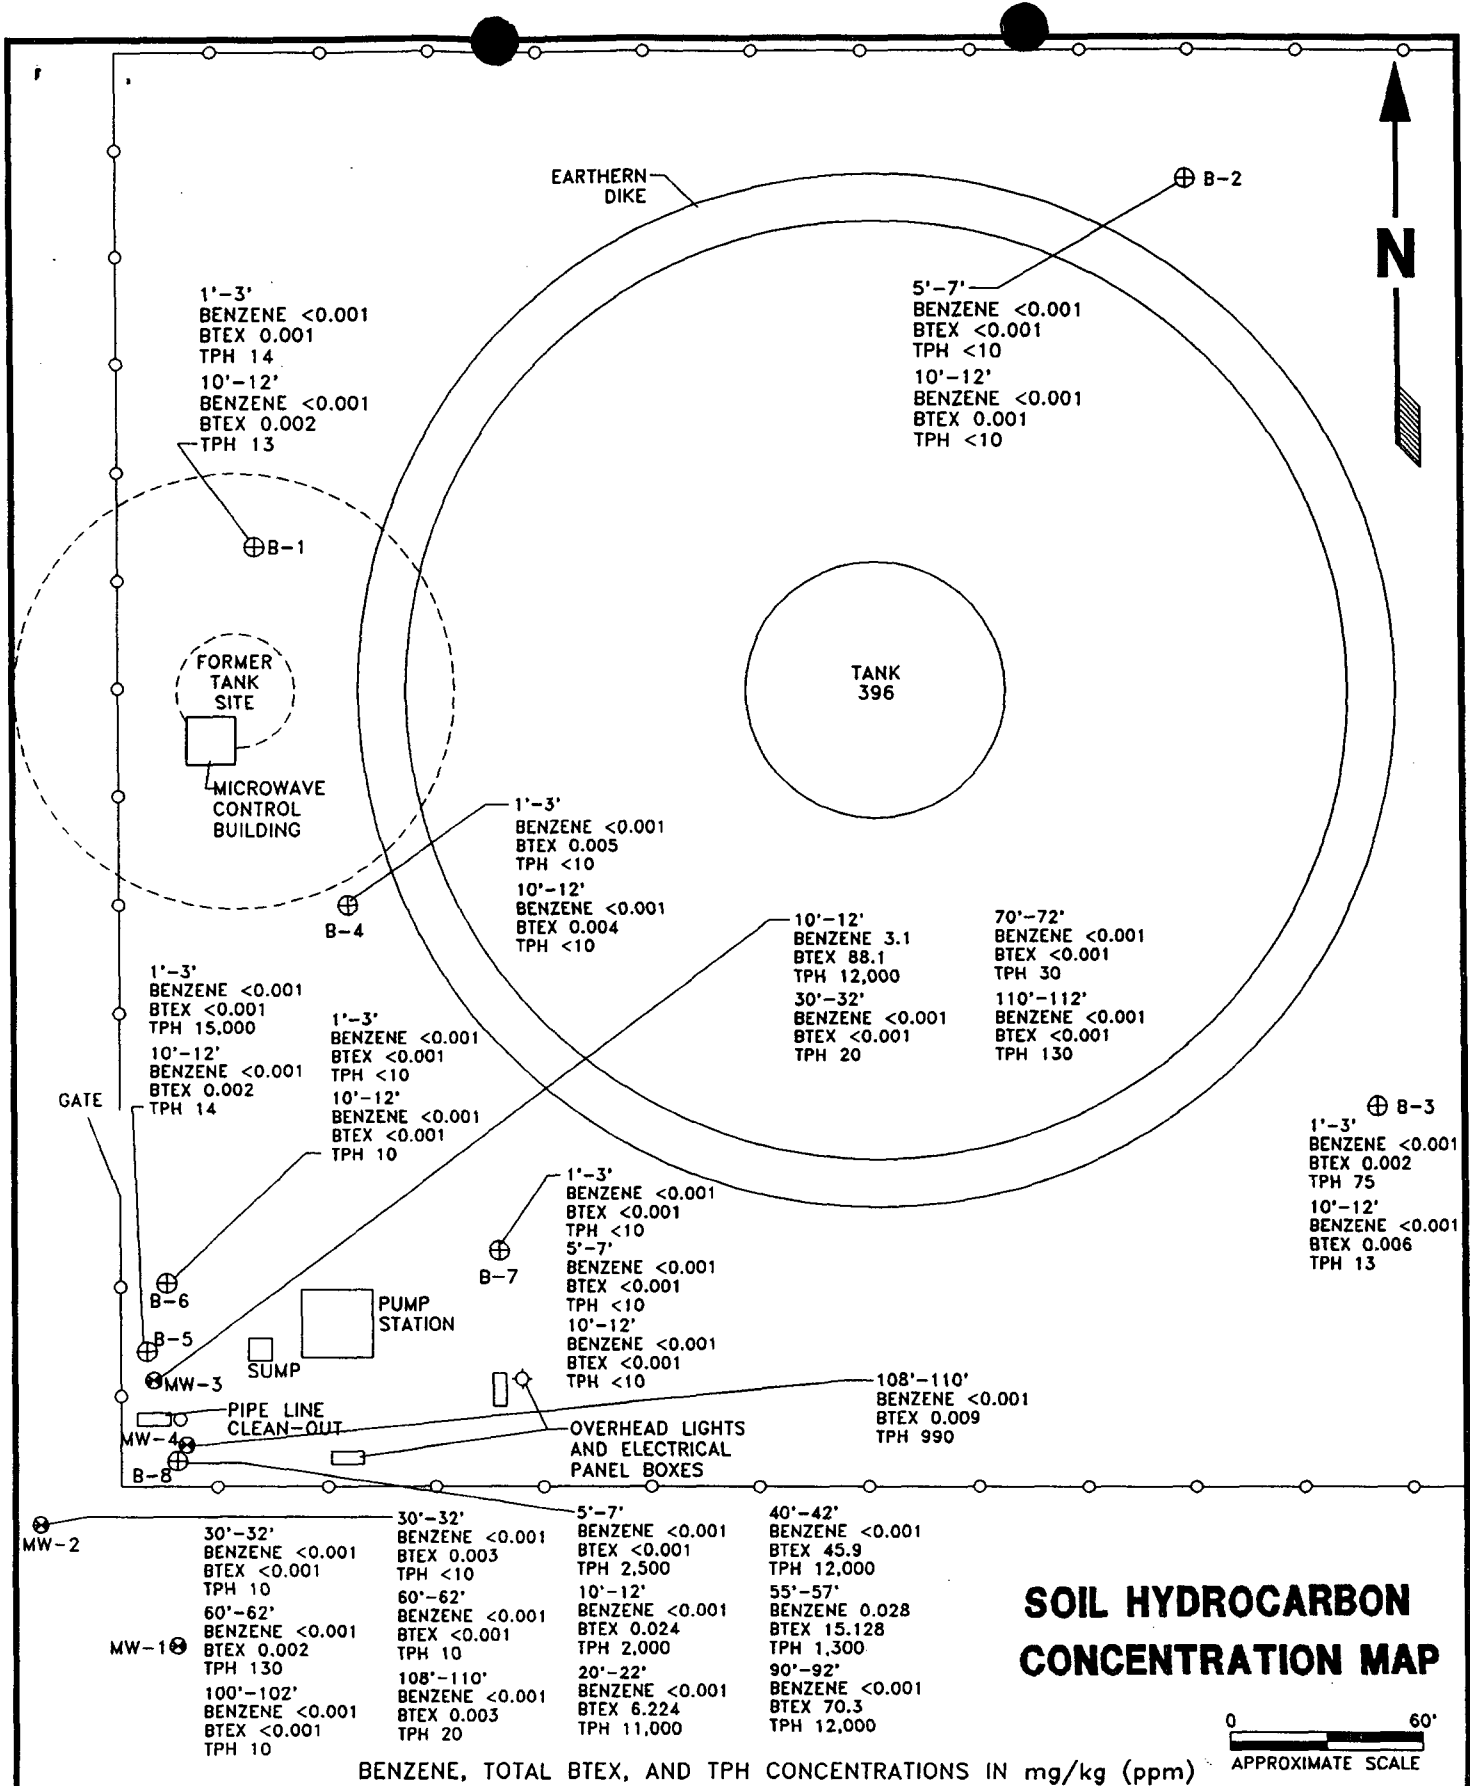 EARTHERN
DIKE
B-2
N
1'-3'
BENZENE <0.001
BTEX 0.001
TPH 14
10'-12'
BENZENE <0.001
BTEX 0.002
TPH 13
5'-7'
BENZENE <0.001
BTEX <0.001
TPH <10
10'-12'
BENZENE <0.001
BTEX 0.001
TPH <10
B-1
FORMER
TANK
SITE
TANK
396
MICROWAVE
CONTROL
BUILDING
1'-3'
BENZENE <0.001
BTEX 0.005
TPH <10
10'-12'
BENZENE <0.001
BTEX 0.004
TPH <10
B-4
10'-12'
BENZENE 3.1
BTEX 88.1
TPH 12,000
30'-32'
BENZENE <0.001
BTEX <0.001
TPH 20
70'-72'
BENZENE <0.001
BTEX <0.001
TPH 30
110'-112'
BENZENE <0.001
BTEX <0.001
TPH 130
1'-3'
BENZENE <0.001
BTEX <0.001
TPH 15,000
10'-12'
BENZENE <0.001
BTEX 0.002
TPH 14
1'-3'
BENZENE <0.001
BTEX <0.001
TPH <10
10'-12'
BENZENE <0.001
BTEX <0.001
TPH 10
GATE
B-3
1'-3'
BENZENE <0.001
BTEX 0.002
TPH 75
10'-12'
BENZENE <0.001
BTEX 0.006
TPH 13
1'-3'
BENZENE <0.001
BTEX <0.001
TPH <10
5'-7'
BENZENE <0.001
BTEX <0.001
TPH <10
10'-12'
BENZENE <0.001
BTEX <0.001
TPH <10
B-7
B-6
PUMP
STATION
B-5
SUMP
MW-3
PIPE LINE
CLEAN-OUT
MW-4
B-8
108'-110'
BENZENE <0.001
BTEX 0.009
TPH 990
OVERHEAD LIGHTS
AND ELECTRICAL
PANEL BOXES
MW-2
MW-1
30'-32'
BENZENE <0.001
BTEX <0.001
TPH 10
60'-62'
BENZENE <0.001
BTEX 0.002
TPH 130
100'-102'
BENZENE <0.001
BTEX <0.001
TPH 10
30'-32'
BENZENE <0.001
BTEX 0.003
TPH <10
60'-62'
BENZENE <0.001
BTEX <0.001
TPH 10
108'-110'
BENZENE <0.001
BTEX 0.003
TPH 20
5'-7'
BENZENE <0.001
BTEX <0.001
TPH 2,500
10'-12'
BENZENE <0.001
BTEX 0.024
TPH 2,000
20'-22'
BENZENE <0.001
BTEX 6.224
TPH 11,000
40'-42'
BENZENE <0.001
BTEX 45.9
TPH 12,000
55'-57'
BENZENE 0.028
BTEX 15.128
TPH 1,300
90'-92'
BENZENE <0.001
BTEX 70.3
TPH 12,000
SOIL HYDROCARBON
CONCENTRATION MAP
0 60'
APPROXIMATE SCALE
BENZENE, TOTAL BTEX, AND TPH CONCENTRATIONS IN mg/kg (ppm)